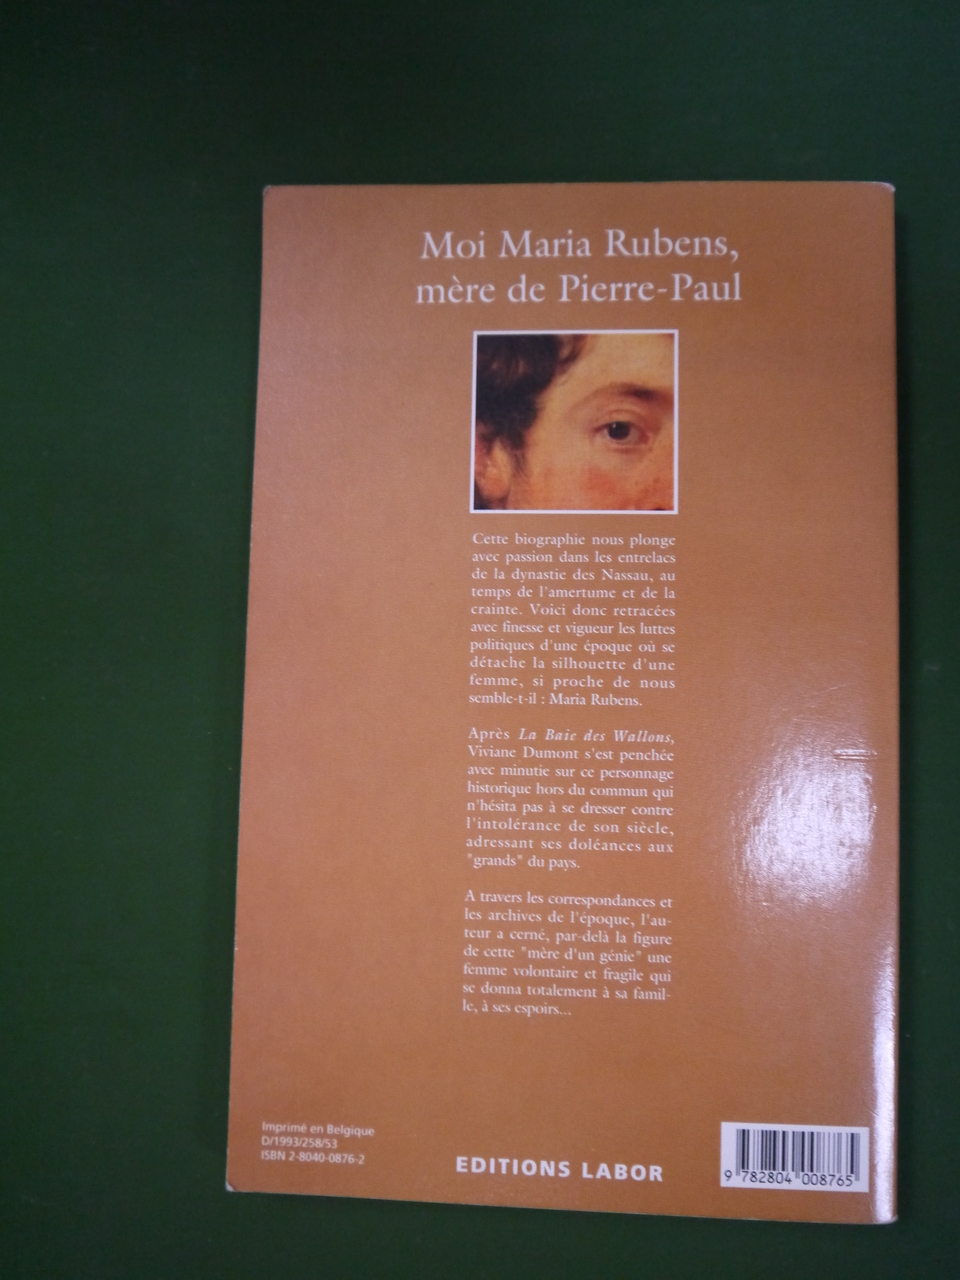 Moi Maria Rubens,
mère de Pierre-Paul
Cette biographie nous plonge
avec passion dans les entrelacs
de la dynastie des Nassau, au
temps de l'amertume et de la
crainte. Voici donc retracées
avec finesse et vigueur les luttes
politiques d'une époque où se
détache la silhouette d'une
femme, si proche de nous
semble-t-il : Maria Rubens.
Après La Baie des Wallons,
Viviane Dumont s'est penchée
avec minutie sur ce personnage
historique hors du commun qui
n'hésita pas à se dresser contre
l'intolérance de son siècle,
adressant ses doléances aux
"grands" du pays.
A travers les correspondances et
les archives de l'époque, l'au-
teur a cerné, par-delà la figure
de cette "mère d'un génie" une
femme volontaire et fragile qui
se donna totalement à sa famil-
le, à ses espoirs...
Imprimé en Belgique
D/1993/258/53
ISBN 2-8040-0876-2
EDITIONS LABOR
9 782804 008765